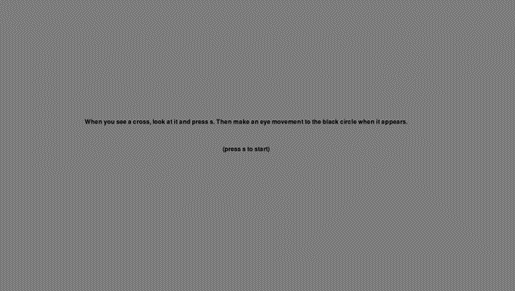 When you see a cross, look at it and press s. Then make an eye movement to the black circle when it appears.
(press s to start)